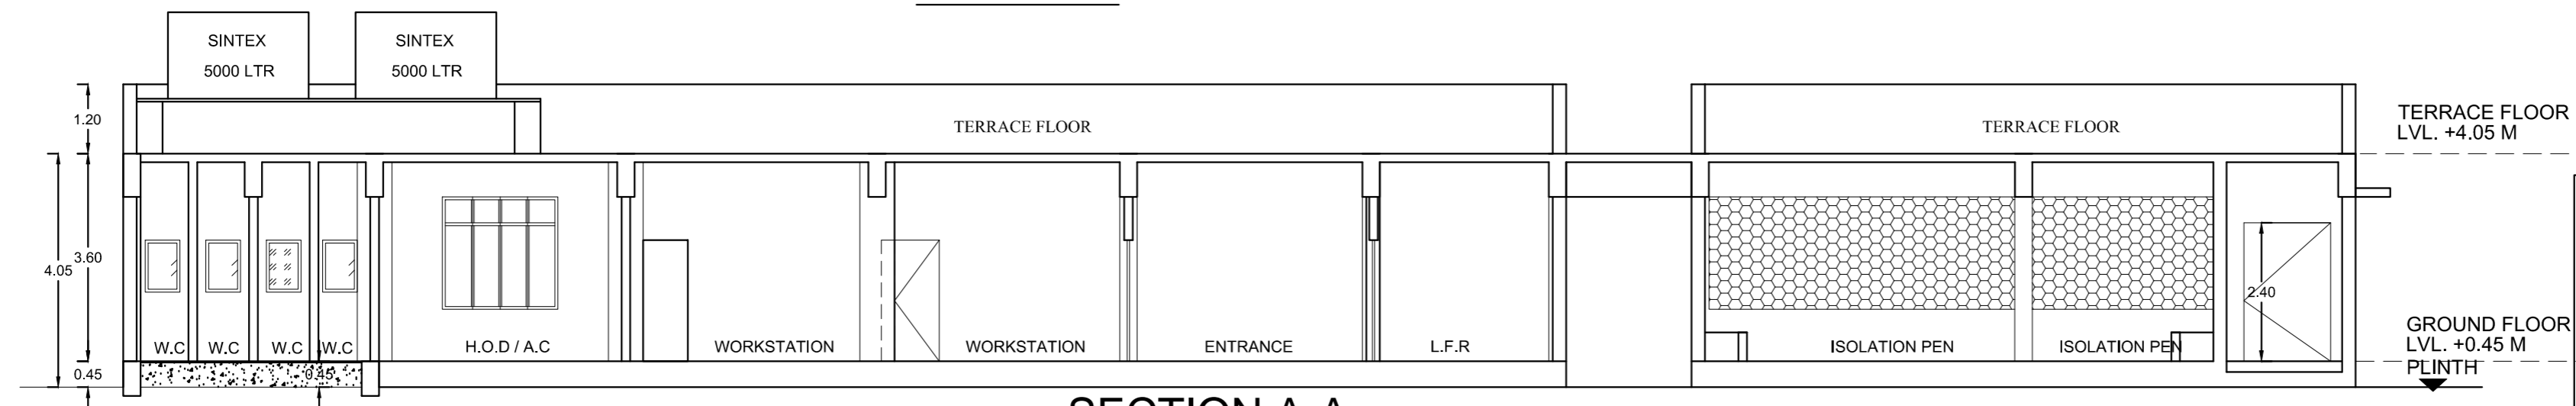 SINTEX
5000 LTR
SINTEX
5000 LTR
1.20
TERRACE FLOOR
TERRACE FLOOR
TERRACE FLOOR
LVL. +4.05 M
4.05
3.60
2.40
W.C
W.C
W.C
W.C
H.O.D / A.C
WORKSTATION
WORKSTATION
ENTRANCE
L.F.R
ISOLATION PEN
ISOLATION PEN
GROUND FLOOR
LVL. +0.45 M
PLINTH
0.45
0.45
SECTION A-A